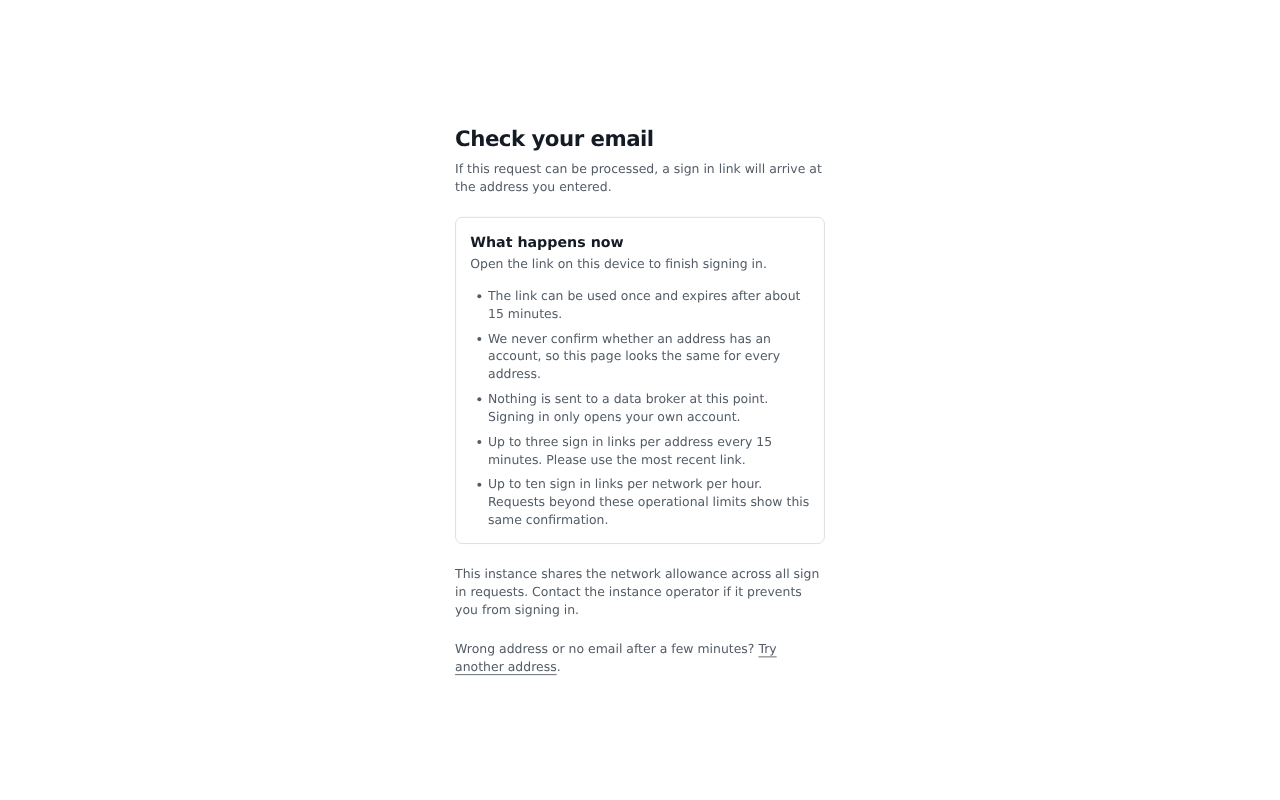 Check your email
If this request can be processed, a sign in link will arrive at
the address you entered.
What happens now
Open the link on this device to finish signing in.
• The link can be used once and expires after about
15 minutes.
• We never confirm whether an address has an
account, so this page looks the same for every
address.
• Nothing is sent to a data broker at this point.
Signing in only opens your own account.
• Up to three sign in links per address every 15
minutes. Please use the most recent link.
• Up to ten sign in links per network per hour.
Requests beyond these operational limits show this
same confirmation.
This instance shares the network allowance across all sign
in requests. Contact the instance operator if it prevents
you from signing in.
Wrong address or no email after a few minutes? Try
another address.